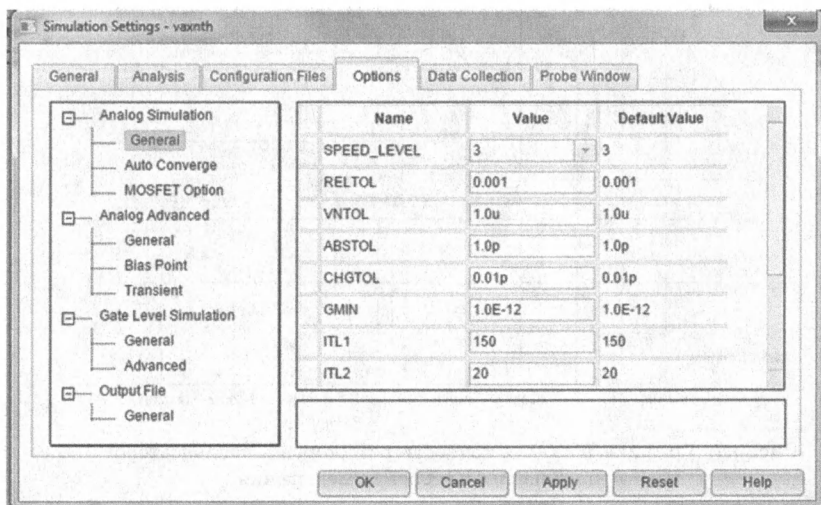 Simulation Settings - vaxnth
General Analysis Configuration Files Options Data Collection Probe Window
Analog Simulation
General
Auto Converge
MOSFET Option
Analog Advanced
General
Bias Point
Transient
Gate Level Simulation
General
Advanced
Output File
General
Name Value Default Value
SPEED_LEVEL 3 3
RELTOL 0.001 0.001
VNTOL 1.0u 1.0u
ABSTOL 1.0p 1.0p
CHGTOL 0.01p 0.01p
GMIN 1.0E-12 1.0E-12
ITL1 150 150
ITL2 20 20
OK Cancel Apply Reset Help